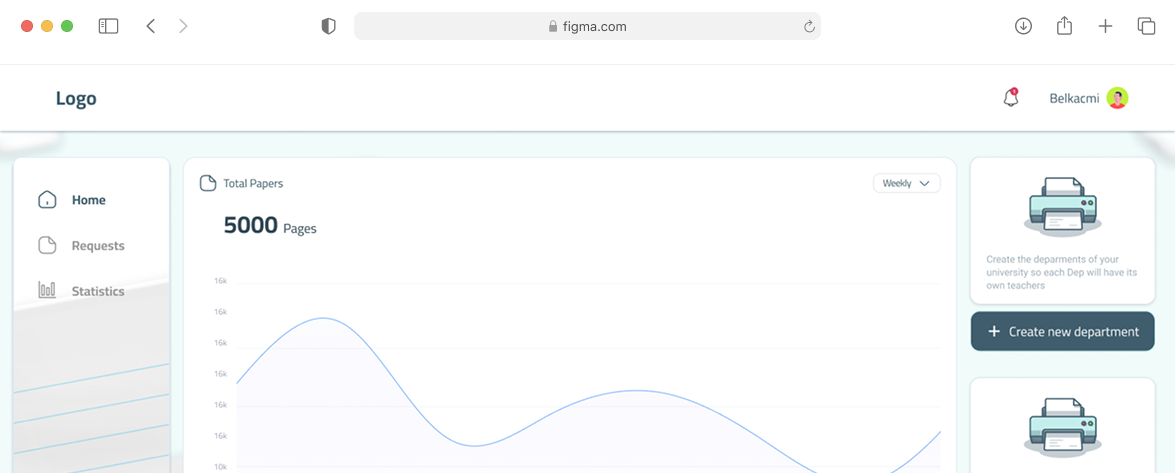 figma.com
Logo
1
Belkacmi
Home
Requests
Statistics
Total Papers
Weekly
5000 Pages
16k
16k
16k
16k
16k
16k
10k
Create the deparments of your
university so each Dep will have its
own teachers
+ Create new department